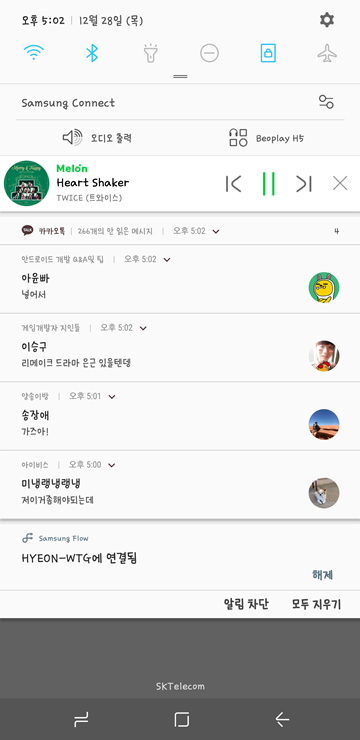 오후 5:02 | 12월 28일 (목)
Samsung Connect
오디오 출력
Beoplay H5
Melon
Heart Shaker
TWICE (트와이스)
TALK 카카오톡 | 266개의 안 읽은 메시지 | 오후 5:02
4
안드로이드 개발 Q&A및 팁 | 오후 5:02
아윤빠
넣어서
게임개발자 지인들 | 오후 5:02
이승구
리메이크 드라마 은근 있을텐뎅
양송이방 | 오후 5:01
송장애
가즈아!
아이비스 | 오후 5:00
미냉랭냉랭냉
저이거좀해야되는데
Samsung Flow
HYEON-WTG에 연결됨
해제
알림 차단
모두 지우기
SKTelecom